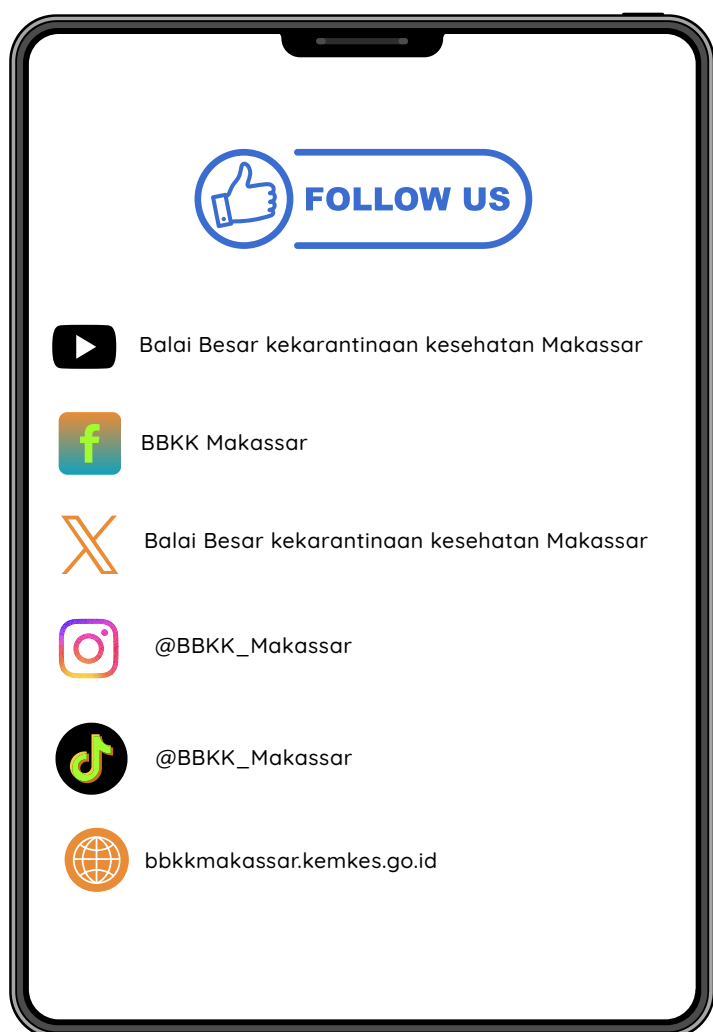 FOLLOW US
Balai Besar kekarantinaan kesehatan Makassar
BBKK Makassar
Balai Besar kekarantinaan kesehatan Makassar
@BBKK_Makassar
@BBKK_Makassar
bbkkmakassar.kemkes.go.id